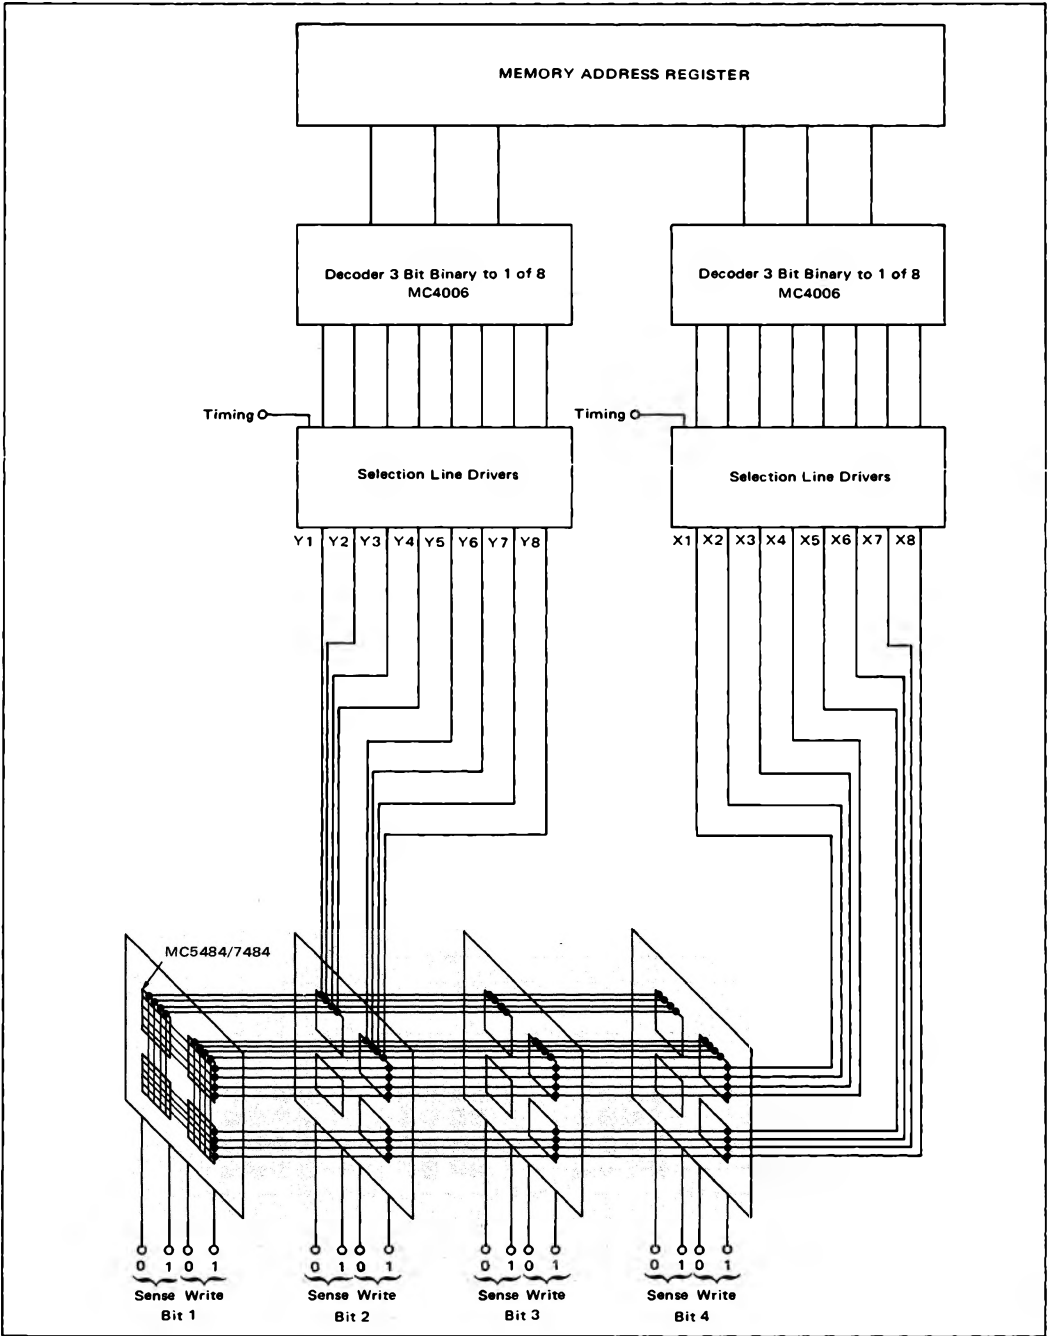 MEMORY ADDRESS REGISTER
Decoder 3 Bit Binary to 1 of 8
MC4006
Decoder 3 Bit Binary to 1 of 8
MC4006
Timing
Timing
Selection Line Drivers
Selection Line Drivers
Y1 Y2 Y3 Y4 Y5 Y6 Y7 Y8
X1 X2 X3 X4 X5 X6 X7 X8
MC5484/7484
0 1 0 1 0 1 0 1 0 1 0 1 0 1 0 1
Sense Write Sense Write Sense Write Sense Write
Bit 1 Bit 2 Bit 3 Bit 4